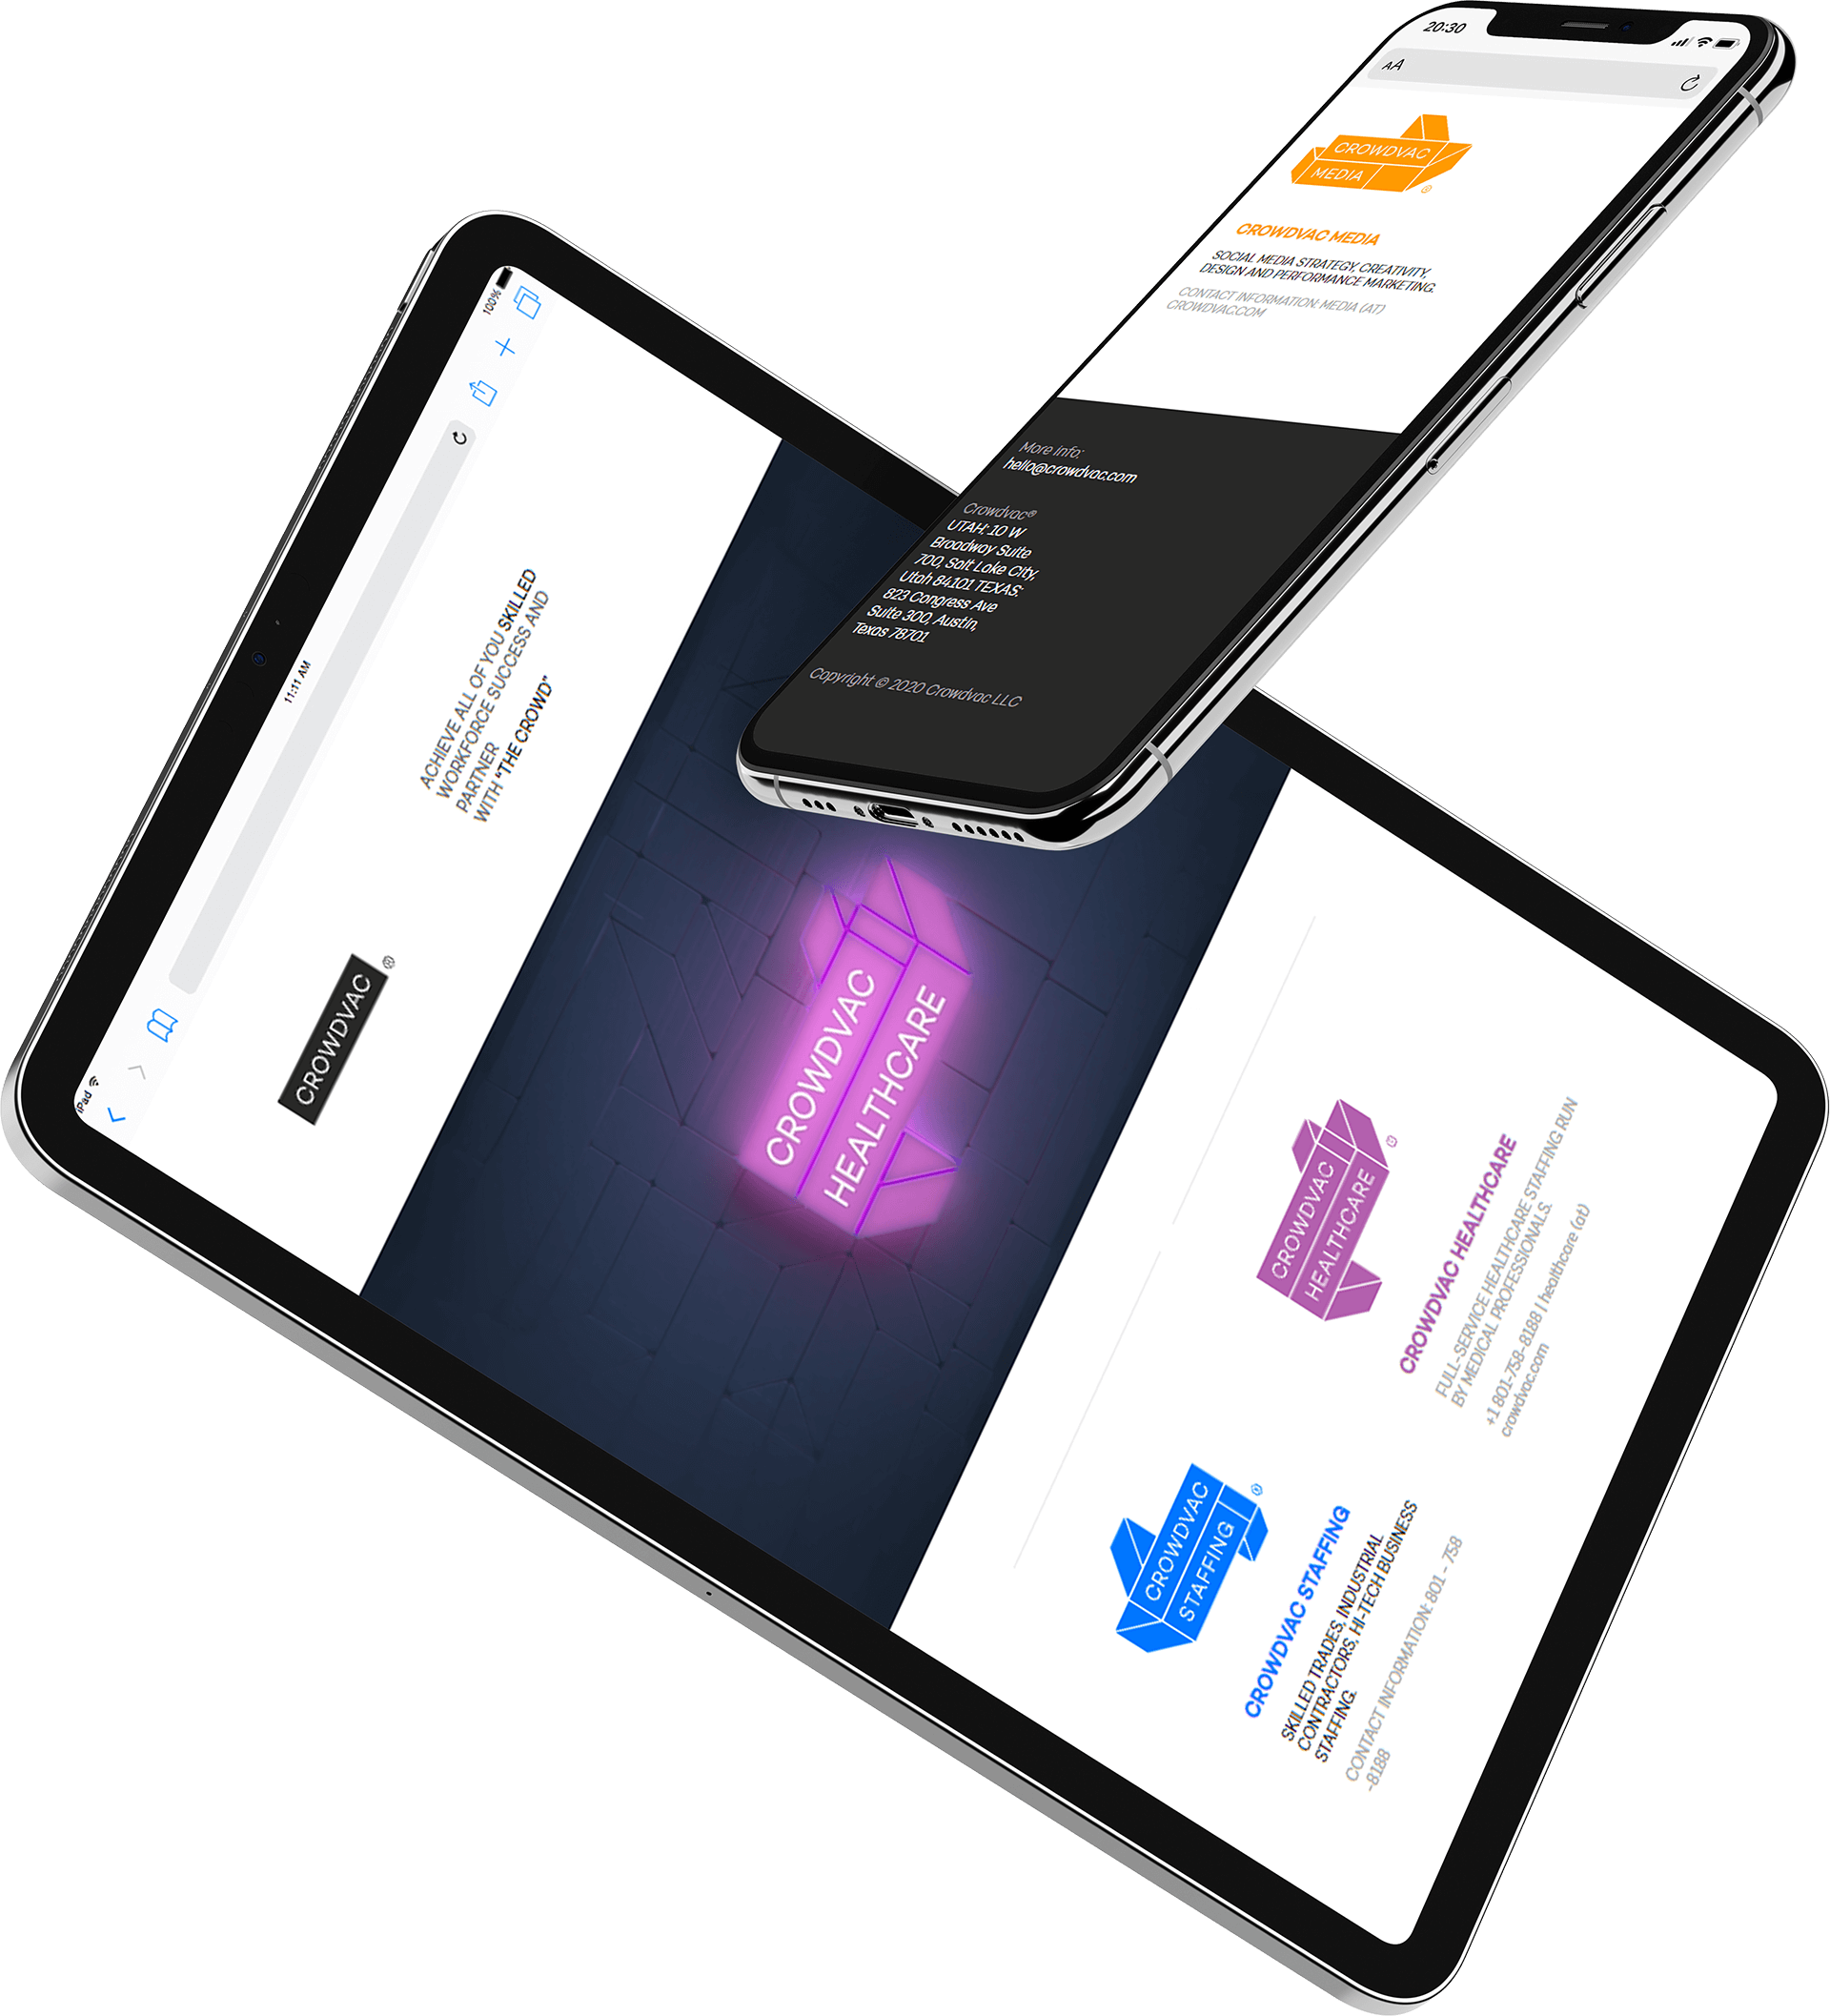 20:30
AA
CROWDVAC
MEDIA
CROWDVAC MEDIA
SOCIAL MEDIA STRATEGY, CREATIVITY,
DESIGN AND PERFORMANCE MARKETING.
CONTACT INFORMATION: MEDIA (AT)
CROWDVAC.COM
More info:
hello@crowdvac.com
Crowdvac®
UTAH: 10 W
Broadway Suite
700, Salt Lake City,
Utah 84101 TEXAS:
823 Congress Ave
Suite 300, Austin,
Texas 78701
Copyright © 2020 Crowdvac LLC
iPad
11:11 AM
100%
CROWDVAC®
ACHIEVE ALL OF YOU SKILLED
WORKFORCE SUCCESS AND
PARTNER
WITH "THE CROWD"
CROWDVAC
HEALTHCARE
CROWDVAC
STAFFING
CROWDVAC STAFFING
SKILLED TRADES, INDUSTRIAL
CONTRACTORS, HI-TECH BUSINESS
STAFFING.
CONTACT INFORMATION: 801 - 758
-8188
CROWDVAC
HEALTHCARE
CROWDVAC HEALTHCARE
FULL-SERVICE HEALTHCARE STAFFING RUN
BY MEDICAL PROFESSIONALS.
+1 801-758-8188 | healthcare (at)
crowdvac.com